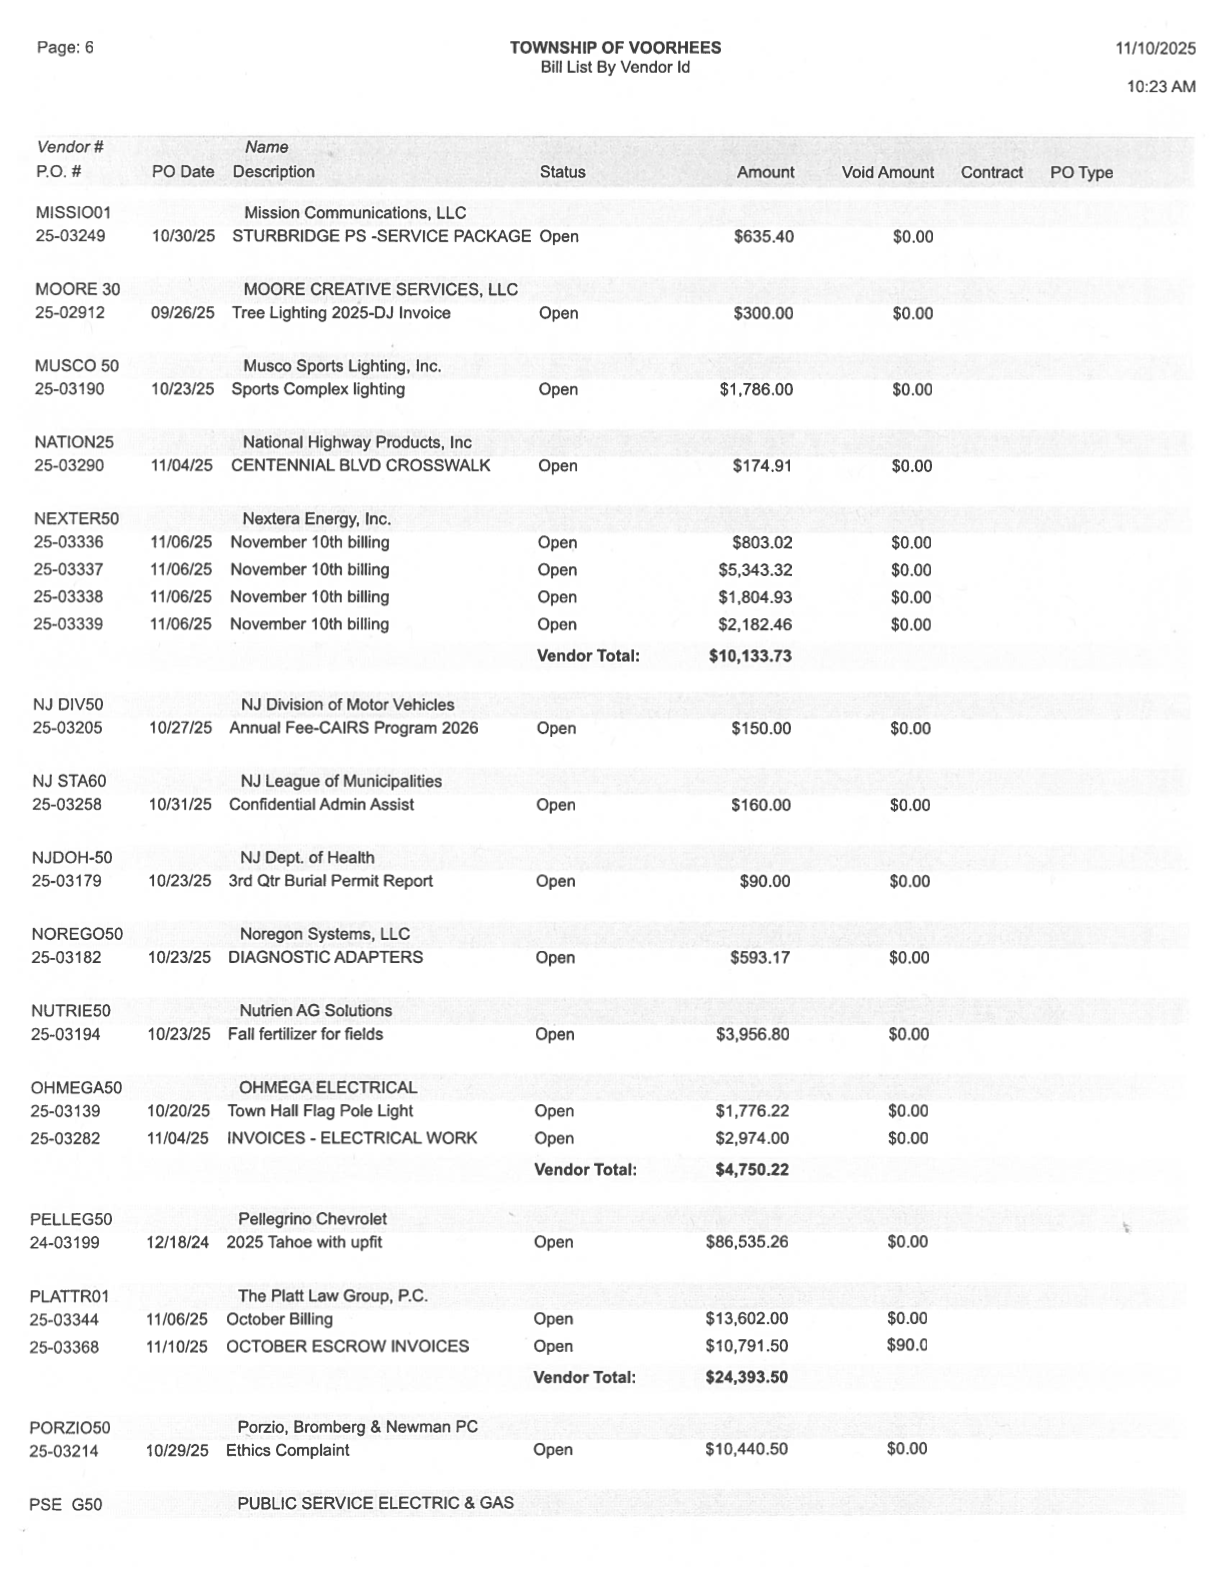 Page: 6 TOWNSHIP OF VOORHEES 11/10/2025
Bill List By Vendor Id
10:23 AM
Vendor # Name
P.O. # PO Date Description Status Amount Void Amount Contract PO Type
MISSIO01 Mission Communications, LLC
25-03249 10/30/25 STURBRIDGE PS -SERVICE PACKAGE Open $635.40 $0.00
MOORE 30 MOORE CREATIVE SERVICES, LLC
25-02912 09/26/25 Tree Lighting 2025-DJ Invoice Open $300.00 $0.00
MUSCO 50 Musco Sports Lighting, Inc.
25-03190 10/23/25 Sports Complex lighting Open $1,786.00 $0.00
NATION25 National Highway Products, Inc
25-03290 11/04/25 CENTENNIAL BLVD CROSSWALK Open $174.91 $0.00
NEXTER50 Nextera Energy, Inc.
25-03336 11/06/25 November 10th billing Open $803.02 $0.00
25-03337 11/06/25 November 10th billing Open $5,343.32 $0.00
25-03338 11/06/25 November 10th billing Open $1,804.93 $0.00
25-03339 11/06/25 November 10th billing Open $2,182.46 $0.00
Vendor Total: $10,133.73
NJ DIV50 NJ Division of Motor Vehicles
25-03205 10/27/25 Annual Fee-CAIRS Program 2026 Open $150.00 $0.00
NJ STA60 NJ League of Municipalities
25-03258 10/31/25 Confidential Admin Assist Open $160.00 $0.00
NJDOH-50 NJ Dept. of Health
25-03179 10/23/25 3rd Qtr Burial Permit Report Open $90.00 $0.00
NOREGO50 Noregon Systems, LLC
25-03182 10/23/25 DIAGNOSTIC ADAPTERS Open $593.17 $0.00
NUTRIE50 Nutrien AG Solutions
25-03194 10/23/25 Fall fertilizer for fields Open $3,956.80 $0.00
OHMEGA50 OHMEGA ELECTRICAL
25-03139 10/20/25 Town Hall Flag Pole Light Open $1,776.22 $0.00
25-03282 11/04/25 INVOICES - ELECTRICAL WORK Open $2,974.00 $0.00
Vendor Total: $4,750.22
PELLEG50 Pellegrino Chevrolet
24-03199 12/18/24 2025 Tahoe with upfit Open $86,535.26 $0.00
PLATTR01 The Platt Law Group, P.C.
25-03344 11/06/25 October Billing Open $13,602.00 $0.00
25-03368 11/10/25 OCTOBER ESCROW INVOICES Open $10,791.50 $90.0
Vendor Total: $24,393.50
PORZIO50 Porzio, Bromberg & Newman PC
25-03214 10/29/25 Ethics Complaint Open $10,440.50 $0.00
PSE G50 PUBLIC SERVICE ELECTRIC & GAS